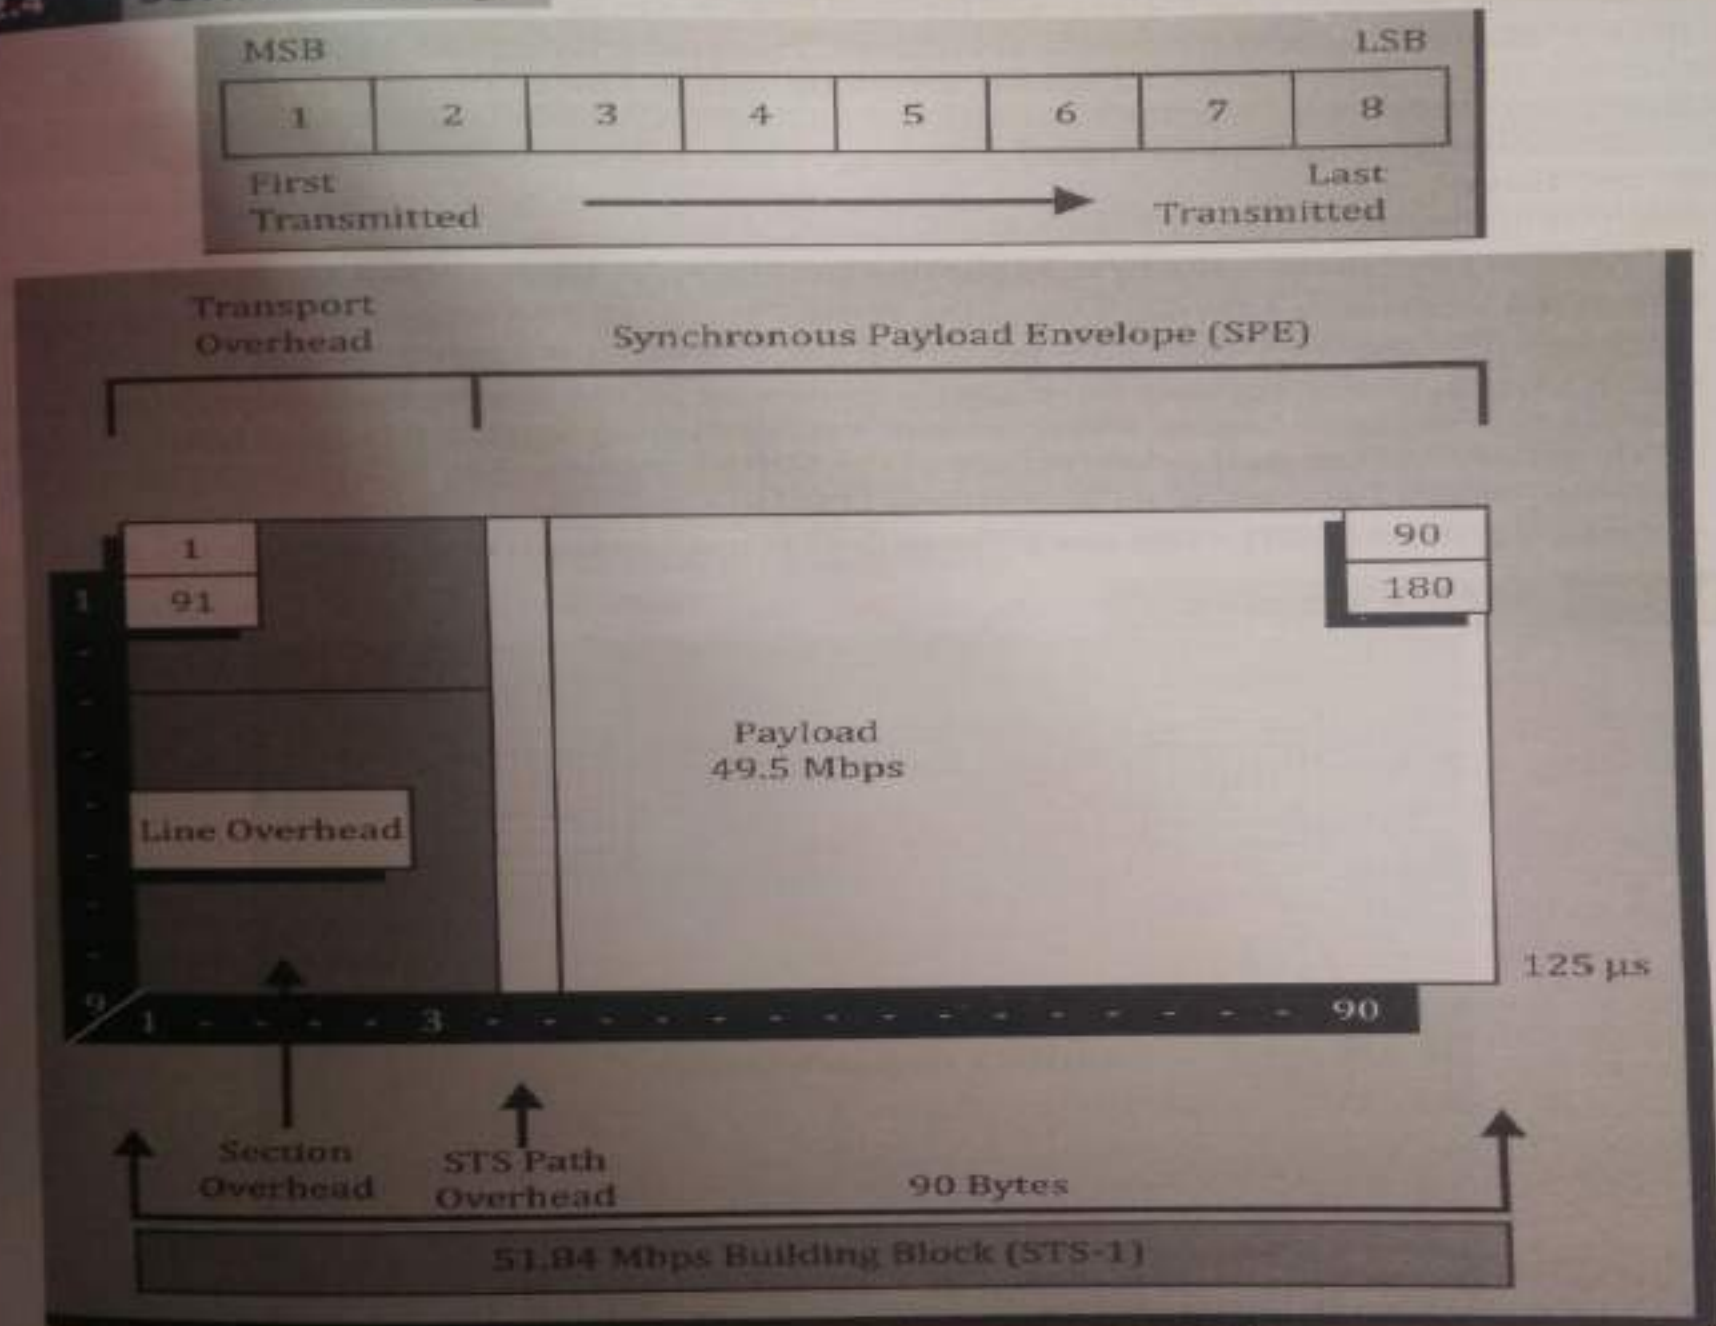 MSB
LSB
1 2 3 4 5 6 7 8
First
Transmitted
Last
Transmitted
Transport
Overhead
Synchronous Payload Envelope (SPE)
1
91
90
180
1
Payload
49.5 Mbps
Line Overhead
125 µs
9
1 - - - - 3 - - - - - - - - - - - - - - - 90
Section
Overhead
STS Path
Overhead
90 Bytes
51.84 Mbps Building Block (STS-1)